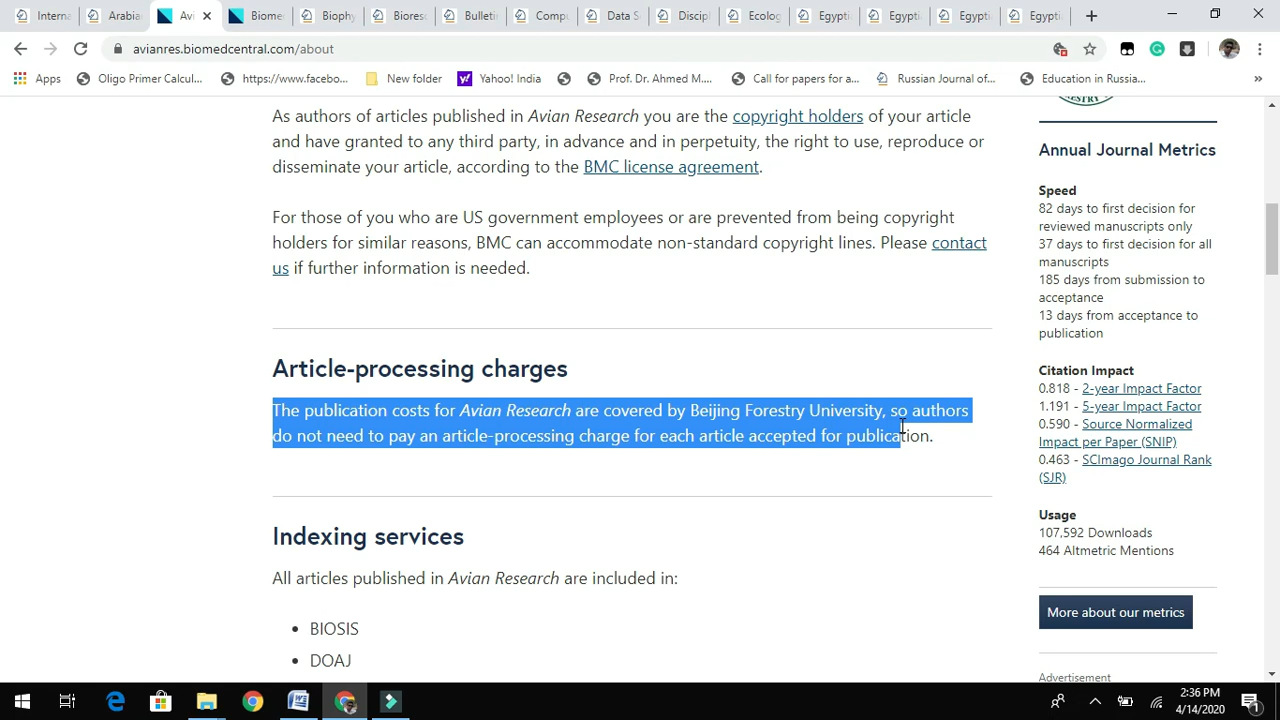 Interna
Arabia
Avi
Biome
Biophy
Biores
Bulleti
Compu
Data S
Discipl
Ecolog
Egypti
Egypti
Egypti
Egypti
avianres.biomedcentral.com/about
Apps
Oligo Primer Calcul...
https://www.facebo...
New folder
Yahoo! India
Prof. Dr. Ahmed M....
Call for papers for a...
Russian Journal of...
Education in Russia...
As authors of articles published in Avian Research you are the copyright holders of your article
and have granted to any third party, in advance and in perpetuity, the right to use, reproduce or
disseminate your article, according to the BMC license agreement.
For those of you who are US government employees or are prevented from being copyright
holders for similar reasons, BMC can accommodate non-standard copyright lines. Please contact
us if further information is needed.
Article-processing charges
The publication costs for Avian Research are covered by Beijing Forestry University, so authors
do not need to pay an article-processing charge for each article accepted for publication.
Indexing services
All articles published in Avian Research are included in:
• BIOSIS
• DOAJ
Annual Journal Metrics
Speed
82 days to first decision for
reviewed manuscripts only
37 days to first decision for all
manuscripts
185 days from submission to
acceptance
13 days from acceptance to
publication
Citation Impact
0.818 - 2-year Impact Factor
1.191 - 5-year Impact Factor
0.590 - Source Normalized
Impact per Paper (SNIP)
0.463 - SCImago Journal Rank
(SJR)
Usage
107,592 Downloads
464 Altmetric Mentions
More about our metrics
Advertisement
2:36 PM
4/14/2020